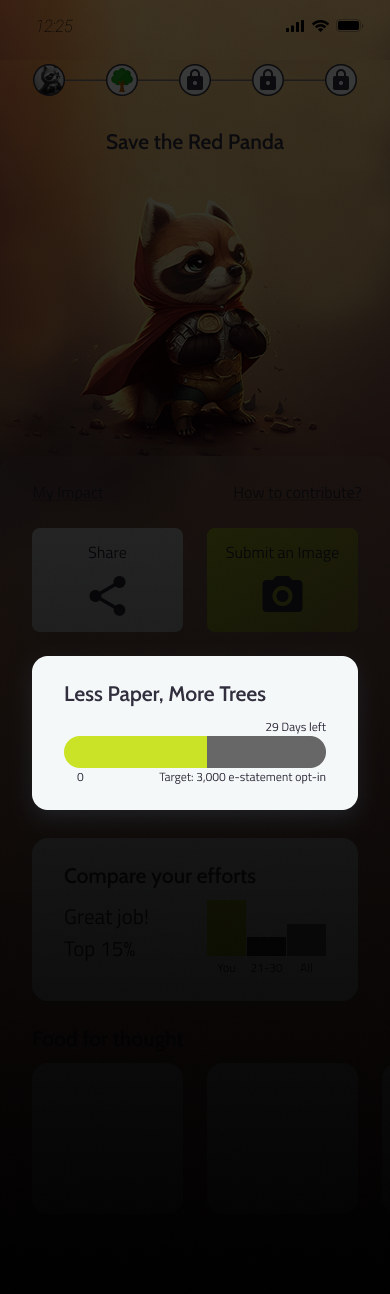 12:25
Save the Red Panda
My Impact
How to contribute?
Share
Submit an Image
Less Paper, More Trees
29 Days left
0
Target: 3,000 e-statement opt-in
Compare your efforts
Great job!
Top 15%
You 21-30 All
Food for thought